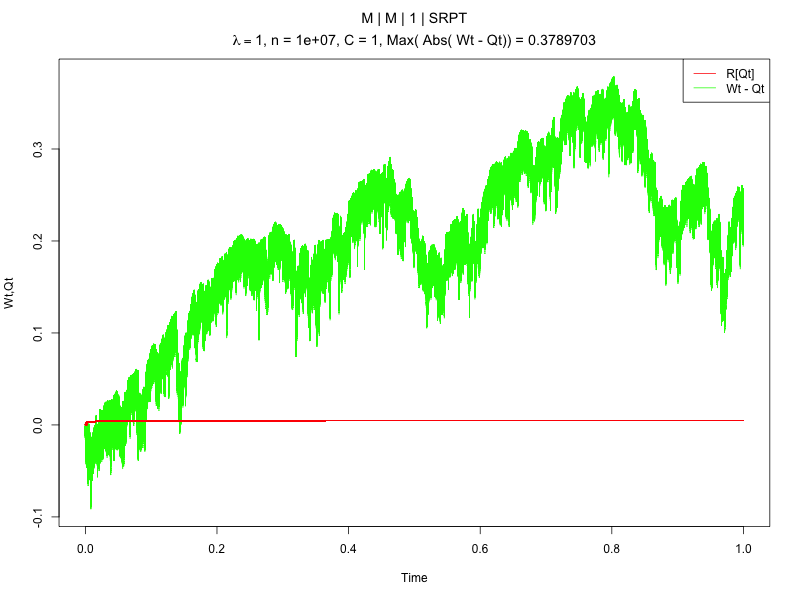 M | M | 1 | SRPT
λ = 1, n = 1e+07, C = 1, Max( Abs( Wt - Qt)) = 0.3789703
R[Qt]
Wt - Qt
0.3
0.2
0.1
0.0
-0.1
Wt,Qt
0.0 0.2 0.4 0.6 0.8 1.0
Time